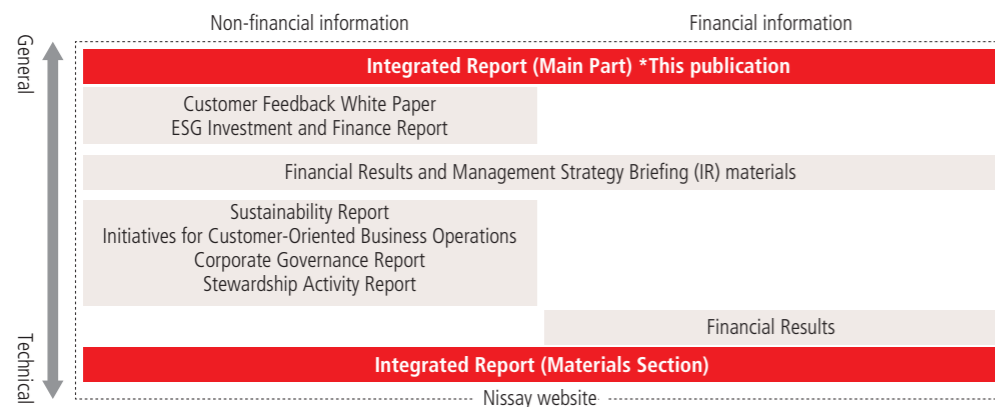 Non-financial information
Financial information
General
Integrated Report (Main Part) *This publication
Customer Feedback White Paper
ESG Investment and Finance Report
Financial Results and Management Strategy Briefing (IR) materials
Sustainability Report
Initiatives for Customer-Oriented Business Operations
Corporate Governance Report
Stewardship Activity Report
Financial Results
Technical
Integrated Report (Materials Section)
Nissay website